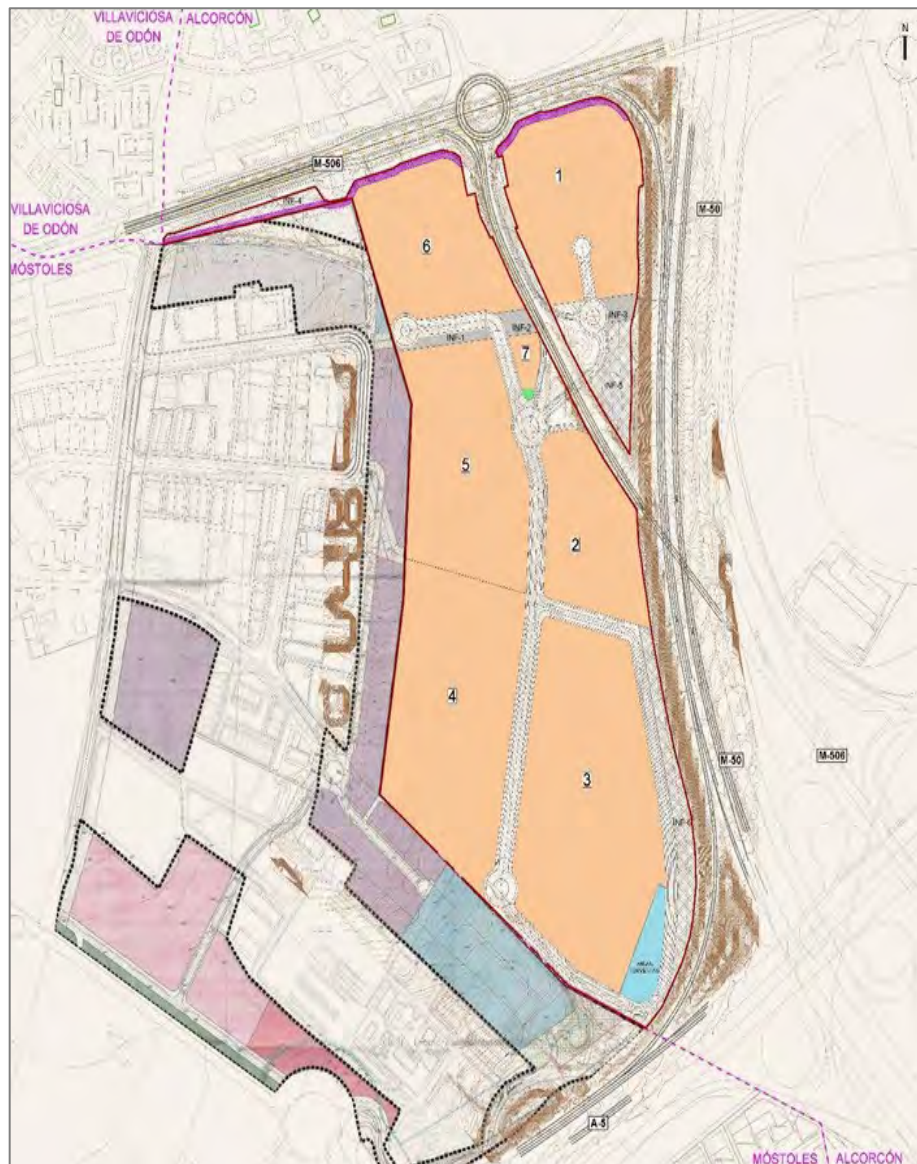 VILLAVICIOSA
DE ODÓN
ALCORCÓN
N
M-506
1
INF-4
M-50
VILLAVICIOSA
DE ODÓN
6
MÓSTOLES
INF-3
INF-2
INF-1
7
INF-5
5
2
4
M-506
M-50
3
INF-6
A-5
MÓSTOLES
ALCORCÓN